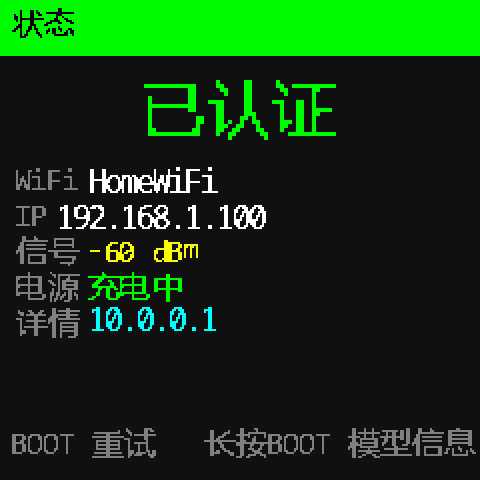 状态
已认证
WiFi HomeWiFi
IP 192.168.1.100
信号 -60 dBm
电源 充电中
详情 10.0.0.1
BOOT 重试 长按BOOT 模型信息